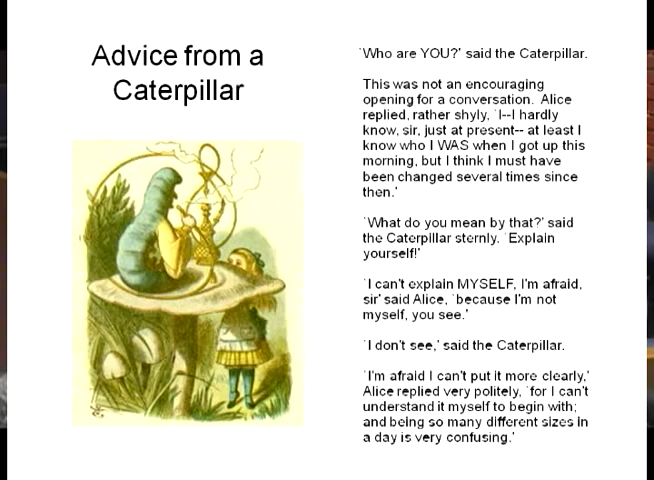 Advice from a
Caterpillar
`Who are YOU?' said the Caterpillar.
This was not an encouraging
opening for a conversation.  Alice
replied, rather shyly, `I--I hardly
know, sir, just at present-- at least I
know who I WAS when I got up this
morning, but I think I must have
been changed several times since
then.'
`What do you mean by that?' said
the Caterpillar sternly. `Explain
yourself!'
`I can't explain MYSELF, I'm afraid,
sir' said Alice, `because I'm not
myself, you see.'
`I don't see,' said the Caterpillar.
`I'm afraid I can't put it more clearly,'
Alice replied very politely, `for I can't
understand it myself to begin with;
and being so many different sizes in
a day is very confusing.'